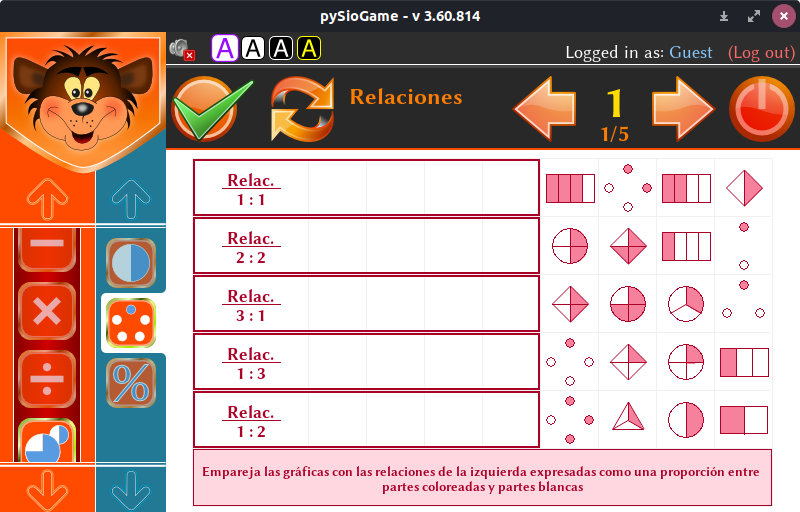 pySioGame - v 3.60.814
A A A A
Logged in as: Guest (Log out)
Relaciones
1
1/5
Relac.
1 : 1
Relac.
2 : 2
Relac.
3 : 1
Relac.
1 : 3
Relac.
1 : 2
%
Empareja las gráficas con las relaciones de la izquierda expresadas como una proporción entre
partes coloreadas y partes blancas